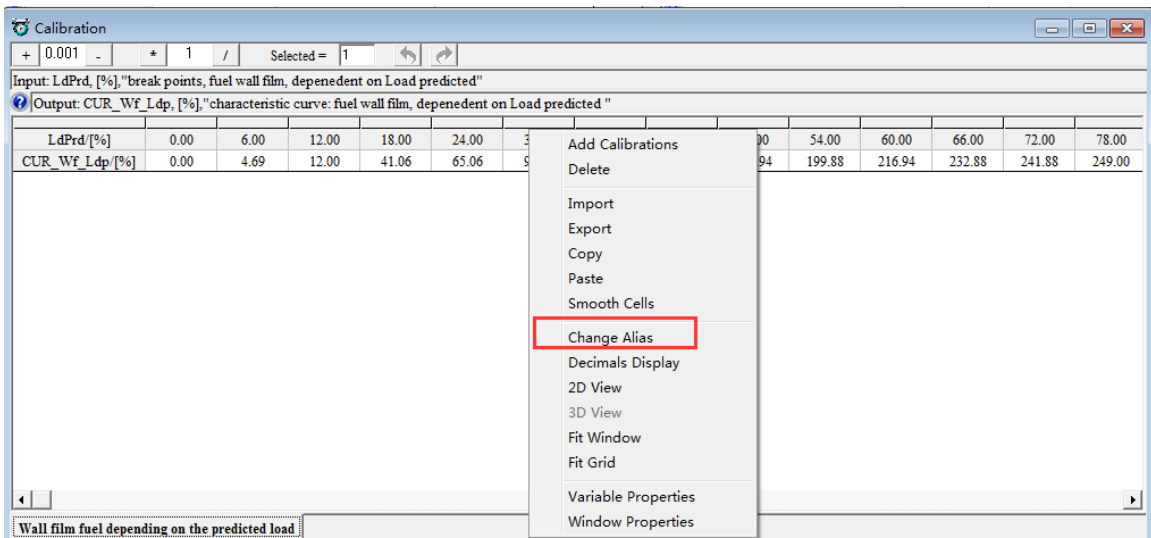 Calibration
+ 0.001 - * 1 / Selected = 1
Input: LdPrd, [%],"break points, fuel wall film, depenedent on Load predicted"
Output: CUR_Wf_Ldp, [%],"characteristic curve: fuel wall film, depenedent on Load predicted "
LdPrd/[%] 0.00 6.00 12.00 18.00 24.00 54.00 60.00 66.00 72.00 78.00
CUR_Wf_Ldp/[%] 0.00 4.69 12.00 41.06 65.06 9 94 199.88 216.94 232.88 241.88 249.00
Add Calibrations
Delete
Import
Export
Copy
Paste
Smooth Cells
Change Alias
Decimals Display
2D View
3D View
Fit Window
Fit Grid
Variable Properties
Window Properties
Wall film fuel depending on the predicted load